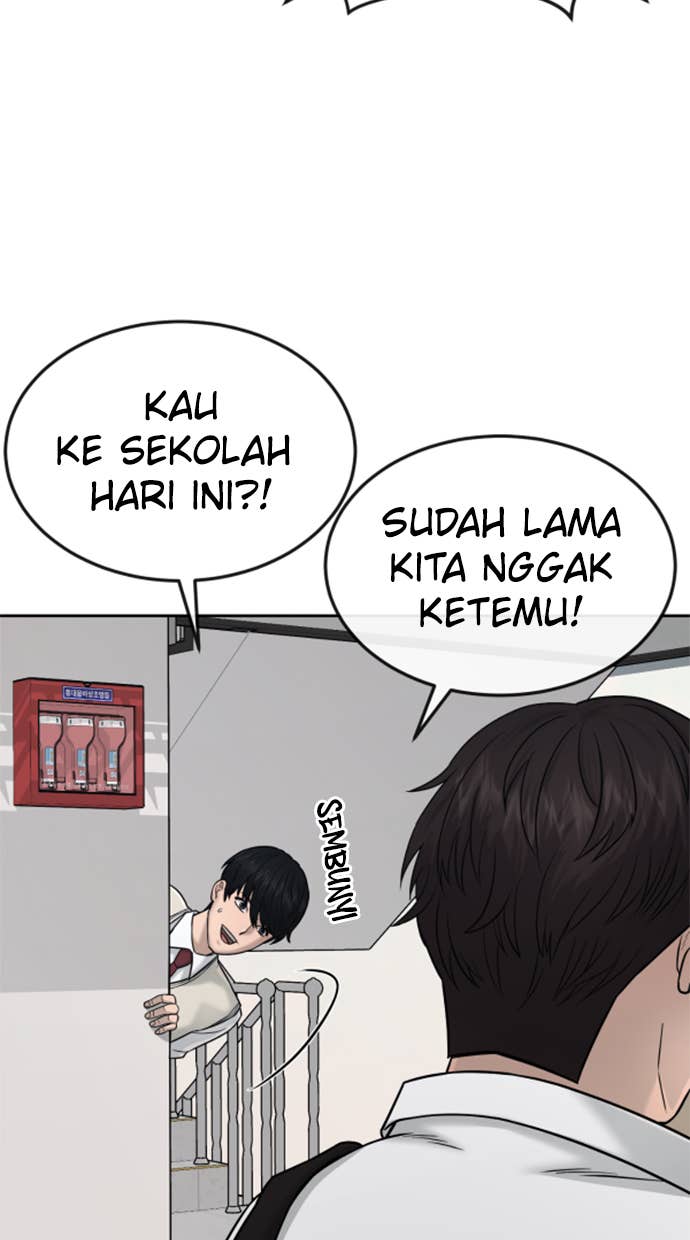 KAU
KE SEKOLAH
HARI INI?!
SUDAH LAMA
KITA NGGAK
KETEMU!
SEMBUNYI